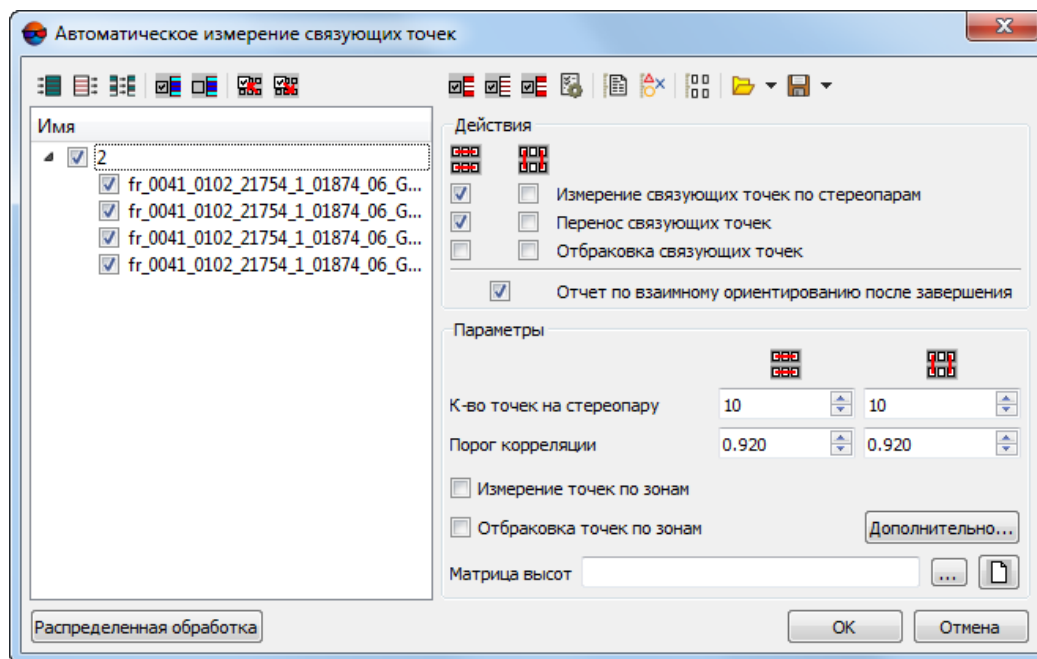 Автоматическое измерение связующих точек
Имя
2
fr_0041_0102_21754_1_01874_06_G...
fr_0041_0102_21754_1_01874_06_G...
fr_0041_0102_21754_1_01874_06_G...
fr_0041_0102_21754_1_01874_06_G...
Распределенная обработка
Действия
Измерение связующих точек по стереопарам
Перенос связующих точек
Отбраковка связующих точек
Отчет по взаимному ориентированию после завершения
Параметры
К-во точек на стереопару 10 10
Порог корреляции 0.920 0.920
Измерение точек по зонам
Отбраковка точек по зонам Дополнительно...
Матрица высот ...
OK Отмена